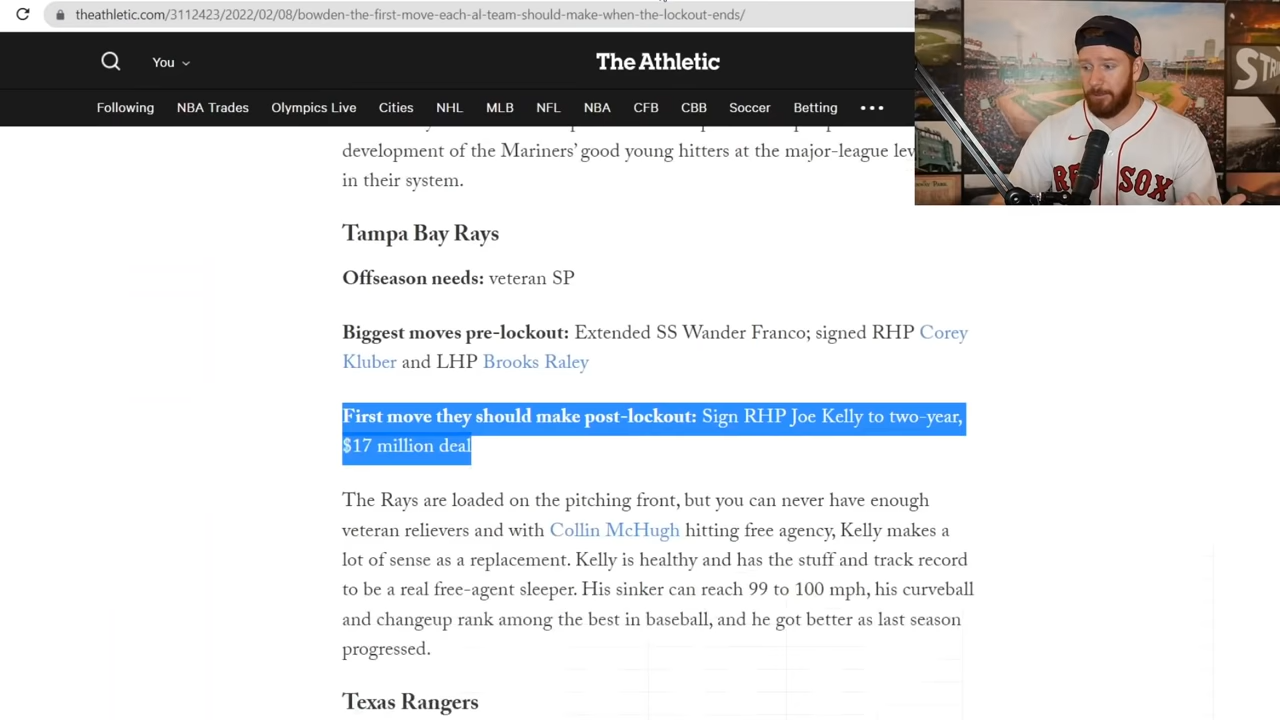 theathletic.com/3112423/2022/02/08/bowden-the-first-move-each-al-team-should-make-when-the-lockout-ends/
You
The Athletic
Following NBA Trades Olympics Live Cities NHL MLB NFL NBA CFB CBB Soccer Betting •••
development of the Mariners' good young hitters at the major-league
in their system.
Tampa Bay Rays
Offseason needs: veteran SP
Biggest moves pre-lockout: Extended SS Wander Franco; signed RHP Corey
Kluber and LHP Brooks Raley
First move they should make post-lockout: Sign RHP Joe Kelly to two-year,
$17 million deal
The Rays are loaded on the pitching front, but you can never have enough
veteran relievers and with Collin McHugh hitting free agency, Kelly makes a
lot of sense as a replacement. Kelly is healthy and has the stuff and track record
to be a real free-agent sleeper. His sinker can reach 99 to 100 mph, his curveball
and changeup rank among the best in baseball, and he got better as last season
progressed.
Texas Rangers
RED SOX